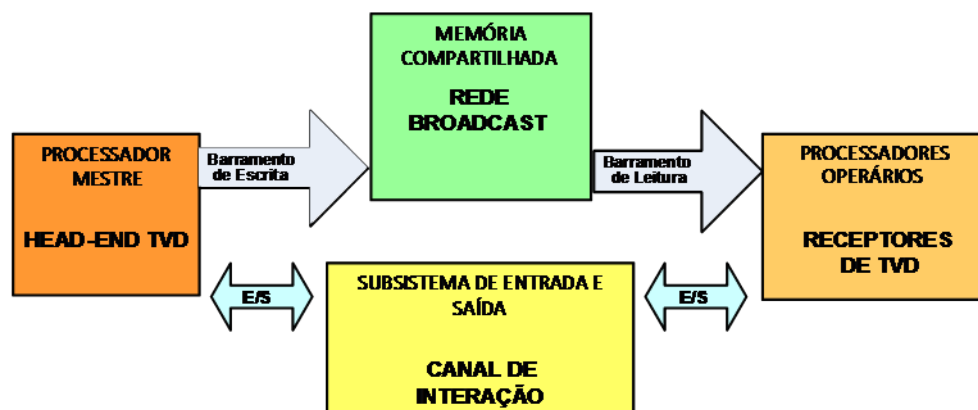 MEMÓRIA
COMPARTILHADA
REDE
BROADCAST
PROCESSADOR
MESTRE
HEAD-END TVD
Barramento
de Escrita
Barramento
de Leitura
PROCESSADORES
OPERÁRIOS
RECEPTORES
DE TVD
E/S
SUBSISTEMA DE ENTRADA E
SAÍDA
CANAL DE
INTERAÇÃO
E/S